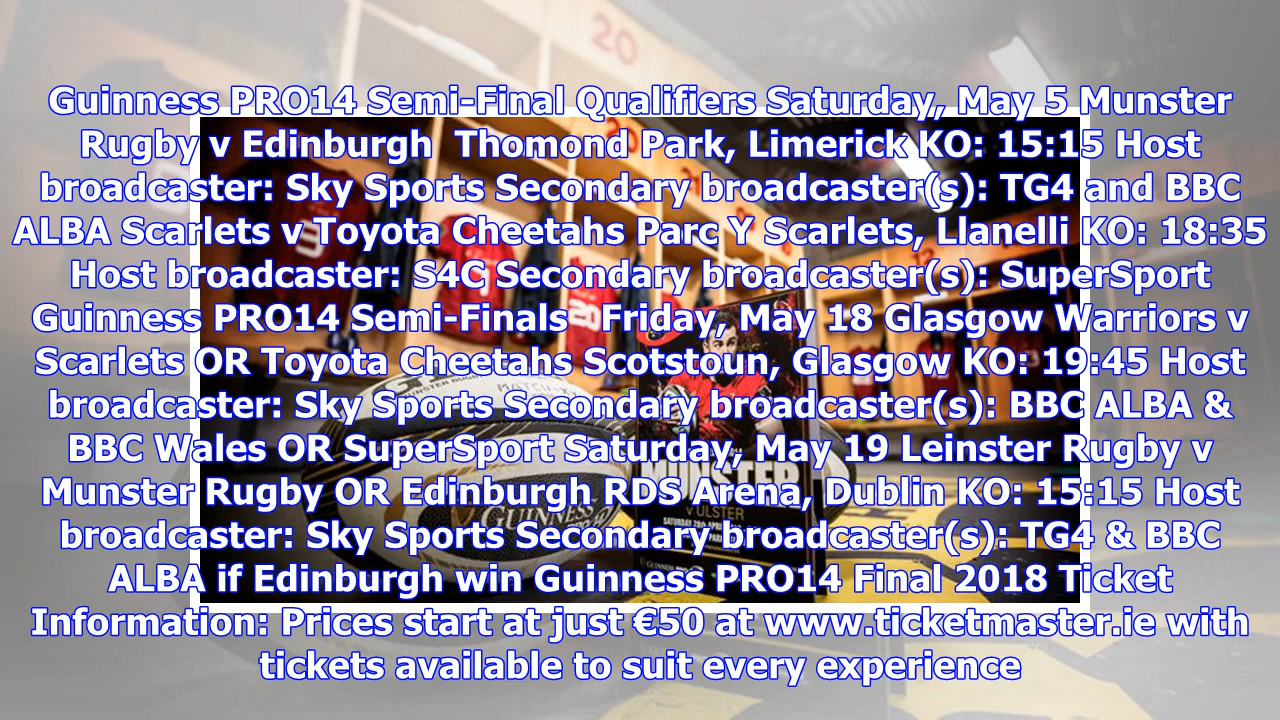 Guinness PRO14 Semi-Final Qualifiers Saturday, May 5 Munster
Rugby v Edinburgh  Thomond Park, Limerick KO: 15:15 Host
broadcaster: Sky Sports Secondary broadcaster(s): TG4 and BBC
ALBA Scarlets v Toyota Cheetahs Parc Y Scarlets, Llanelli KO: 18:35
Host broadcaster: S4C Secondary broadcaster(s): SuperSport
Guinness PRO14 Semi-Finals   Friday, May 18 Glasgow Warriors v
Scarlets OR Toyota Cheetahs Scotstoun, Glasgow KO: 19:45 Host
broadcaster: Sky Sports Secondary broadcaster(s): BBC ALBA &
BBC Wales OR SuperSport Saturday, May 19 Leinster Rugby v
Munster Rugby OR Edinburgh RDS Arena, Dublin KO: 15:15 Host
broadcaster: Sky Sports Secondary broadcaster(s): TG4 & BBC
ALBA if Edinburgh win Guinness PRO14 Final 2018 Ticket
Information: Prices start at just €50 at www.ticketmaster.ie with
tickets available to suit every experience
20
20
20
MUNSTER
V ULSTER
GUINNESS